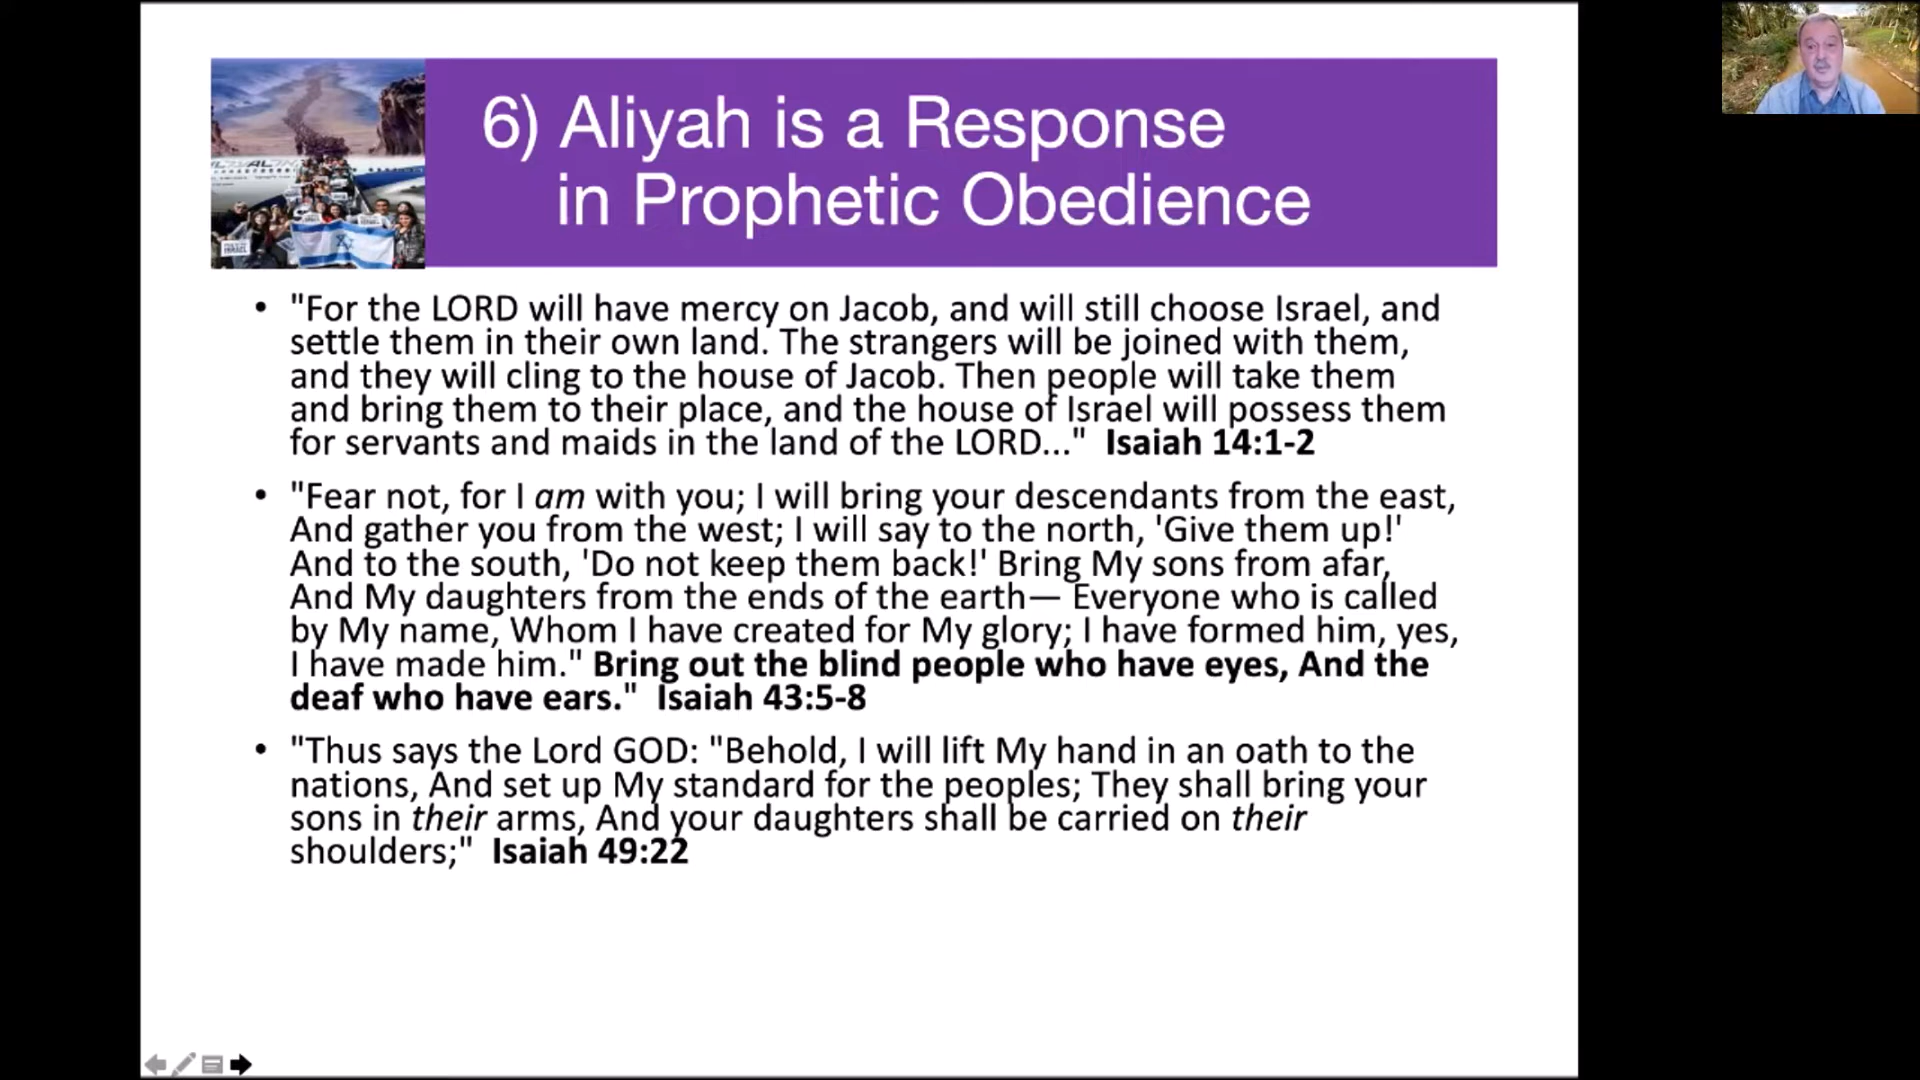 6) Aliyah is a Response
in Prophetic Obedience
• "For the LORD will have mercy on Jacob, and will still choose Israel, and
settle them in their own land. The strangers will be joined with them,
and they will cling to the house of Jacob. Then people will take them
and bring them to their place, and the house of Israel will possess them
for servants and maids in the land of the LORD..." Isaiah 14:1-2
• "Fear not, for I am with you; I will bring your descendants from the east,
And gather you from the west; I will say to the north, 'Give them up!'
And to the south, 'Do not keep them back!' Bring My sons from afar,
And My daughters from the ends of the earth— Everyone who is called
by My name, Whom I have created for My glory; I have formed him, yes,
I have made him." Bring out the blind people who have eyes, And the
deaf who have ears." Isaiah 43:5-8
• "Thus says the Lord GOD: "Behold, I will lift My hand in an oath to the
nations, And set up My standard for the peoples; They shall bring your
sons in their arms, And your daughters shall be carried on their
shoulders;" Isaiah 49:22